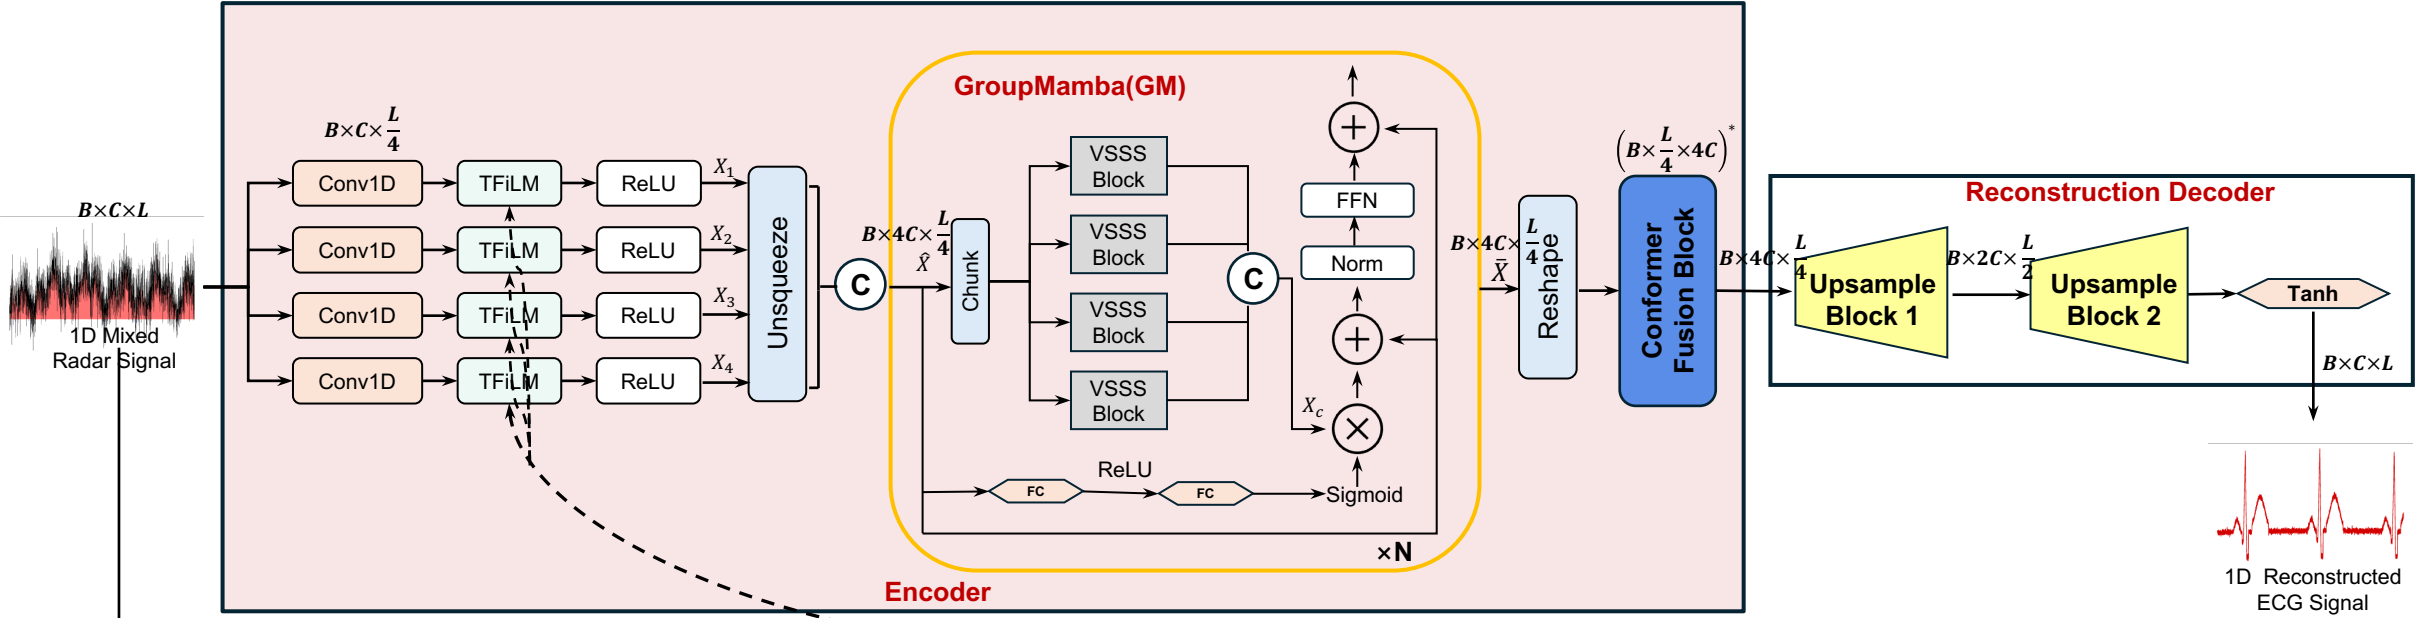 B×C×L
1D Mixed
Radar Signal
B×C×L/4
Conv1D
TFiLM
ReLU
X₁
Conv1D
TFiLM
ReLU
X₂
Conv1D
TFiLM
ReLU
X₃
Conv1D
TFiLM
ReLU
X₄
Unsqueeze
C
B×4C×L/4
X̂
GroupMamba(GM)
Chunk
VSSS
Block
VSSS
Block
VSSS
Block
VSSS
Block
C
X_c
FC
ReLU
FC
Sigmoid
×
+
Norm
FFN
+
×N
Encoder
B×4C×L/4
X̄
Reshape
(B×L/4×4C)*
Conformer
Fusion Block
Reconstruction Decoder
B×4C×L/4
Upsample
Block 1
B×2C×L/2
Upsample
Block 2
Tanh
B×C×L
1D Reconstructed
ECG Signal